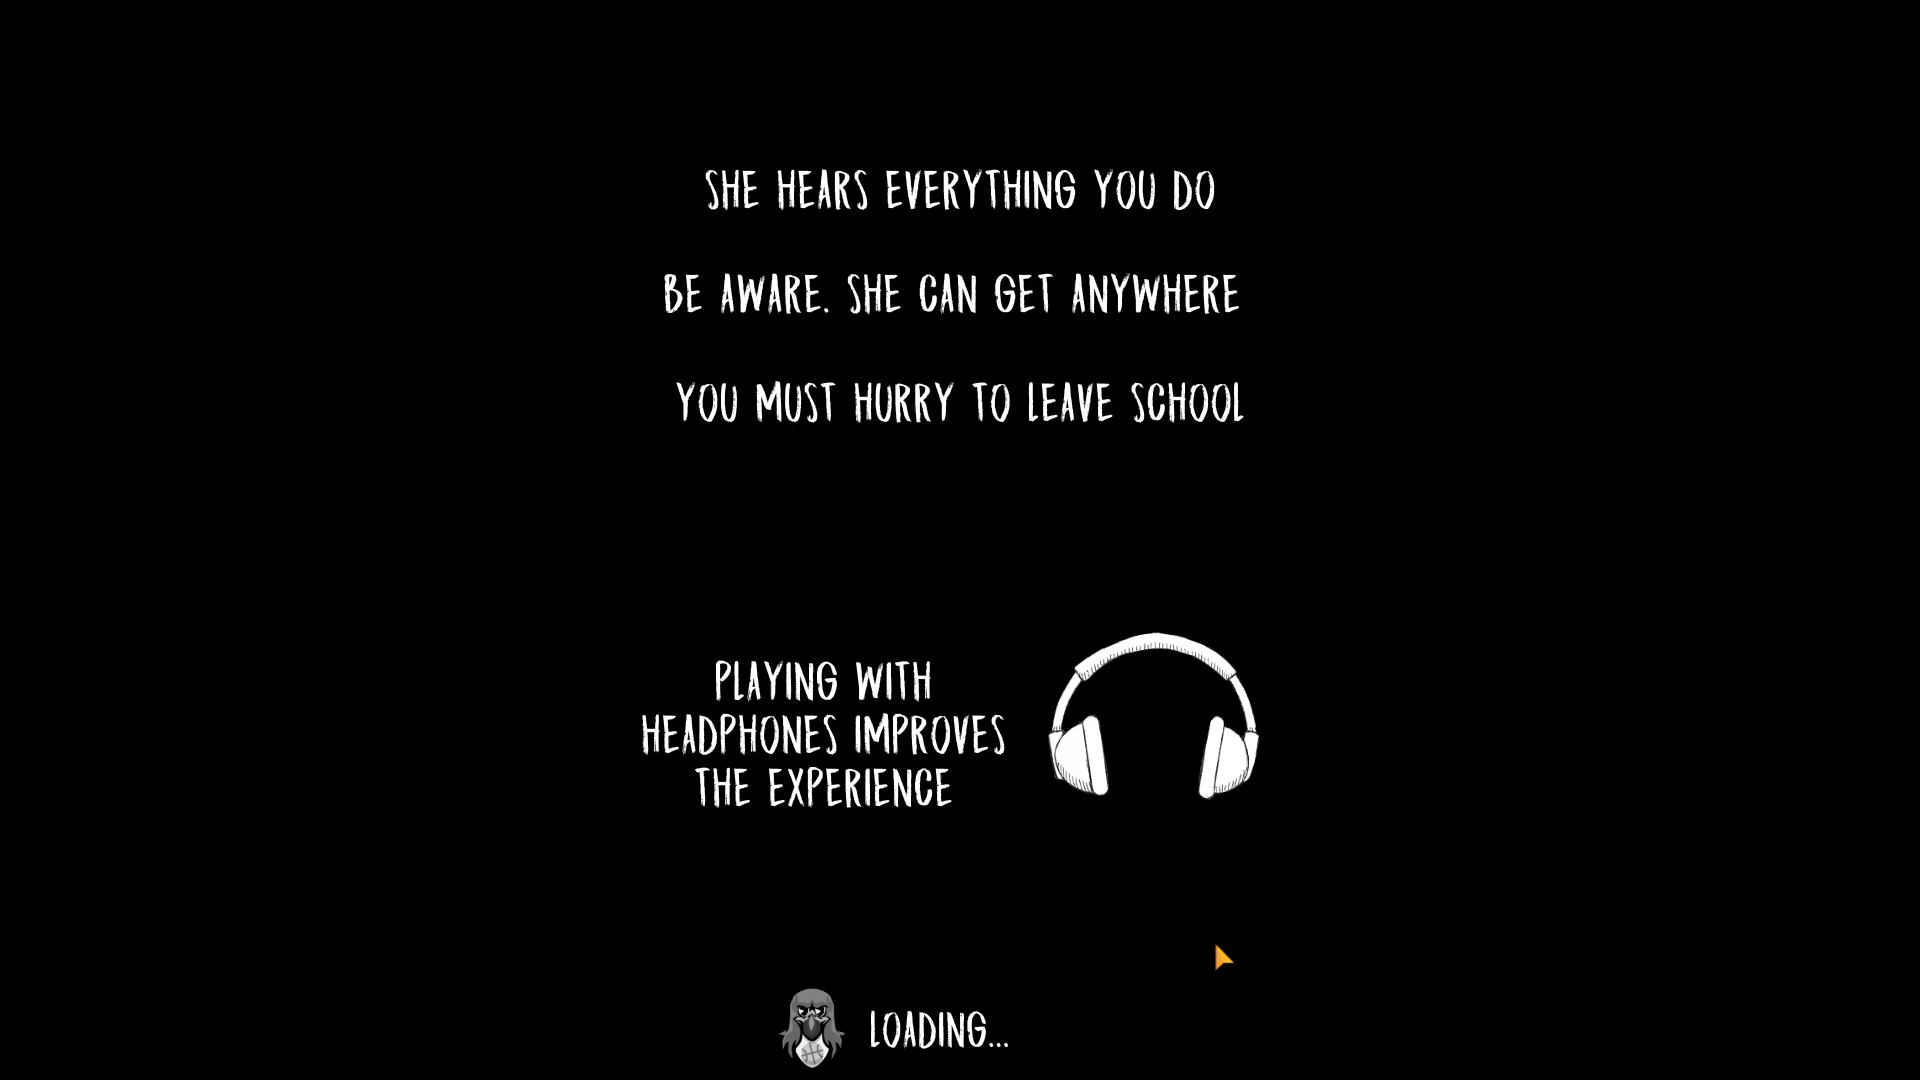 SHE HEARS EVERYTHING YOU DO
BE AWARE. SHE CAN GET ANYWHERE
YOU MUST HURRY TO LEAVE SCHOOL
PLAYING WITH
HEADPHONES IMPROVES
THE EXPERIENCE
LOADING...